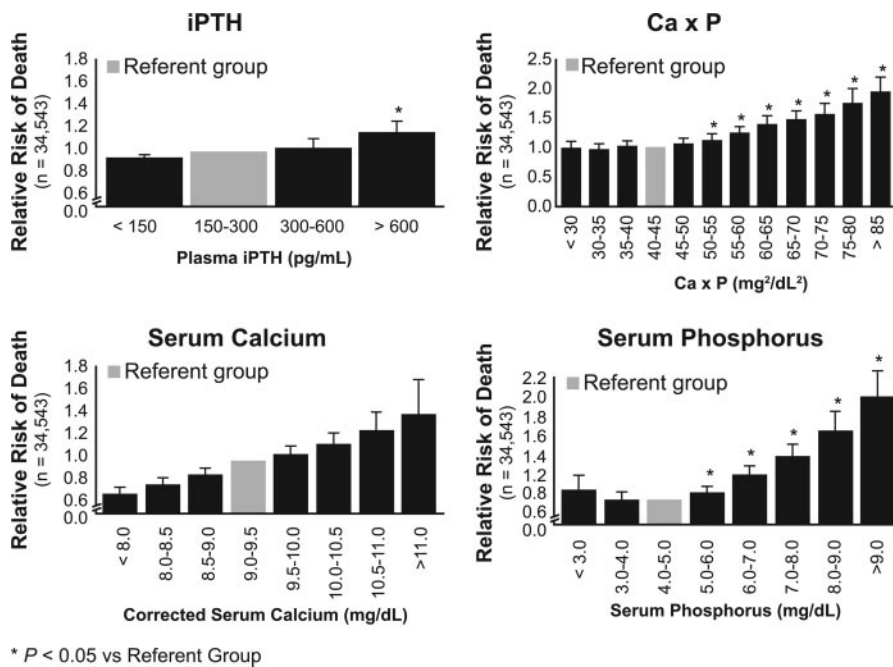 iPTH
Relative Risk of Death
(n = 34,543)
1.8
1.6
1.4
1.2
1.0
0.8
0.6
0.0
Referent group
*
< 150
150-300
300-600
> 600
Plasma iPTH (pg/mL)
Ca x P
Relative Risk of Death
(n = 34,543)
2.5
2.0
1.5
1.0
0.5
0.0
Referent group
* * * * * * * *
< 30
30-35
35-40
40-45
45-50
50-55
55-60
60-65
65-70
70-75
75-80
> 85
Ca x P (mg²/dL²)
Serum Calcium
Relative Risk of Death
(n = 34,543)
1.8
1.6
1.4
1.2
1.0
0.8
0.6
0.0
Referent group
< 8.0
8.0-8.5
8.5-9.0
9.0-9.5
9.5-10.0
10.0-10.5
10.5-11.0
>11.0
Corrected Serum Calcium (mg/dL)
Serum Phosphorus
Relative Risk of Death
(n = 34,543)
2.2
2.0
1.8
1.6
1.4
1.2
0.8
0.6
0.0
Referent group
* * * * *
< 3.0
3.0-4.0
4.0-5.0
5.0-6.0
6.0-7.0
7.0-8.0
8.0-9.0
>9.0
Serum Phosphorus (mg/dL)
* P < 0.05 vs Referent Group